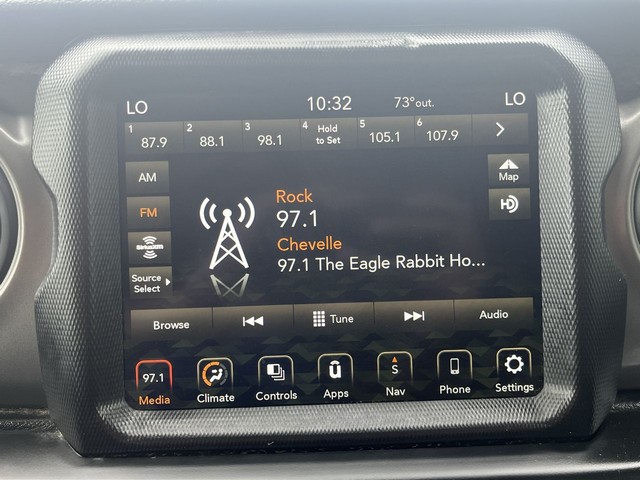 LO 10:32 73° out. LO
1 87.9 2 88.1 3 98.1 4 Hold to Set 5 105.1 6 107.9
AM
Map
Rock
FM
97.1
HD
SiriusXM
Chevelle
97.1 The Eagle Rabbit Ho...
Source
Select
Browse Tune Audio
97.1 S
Media Climate Controls Apps Nav Phone Settings